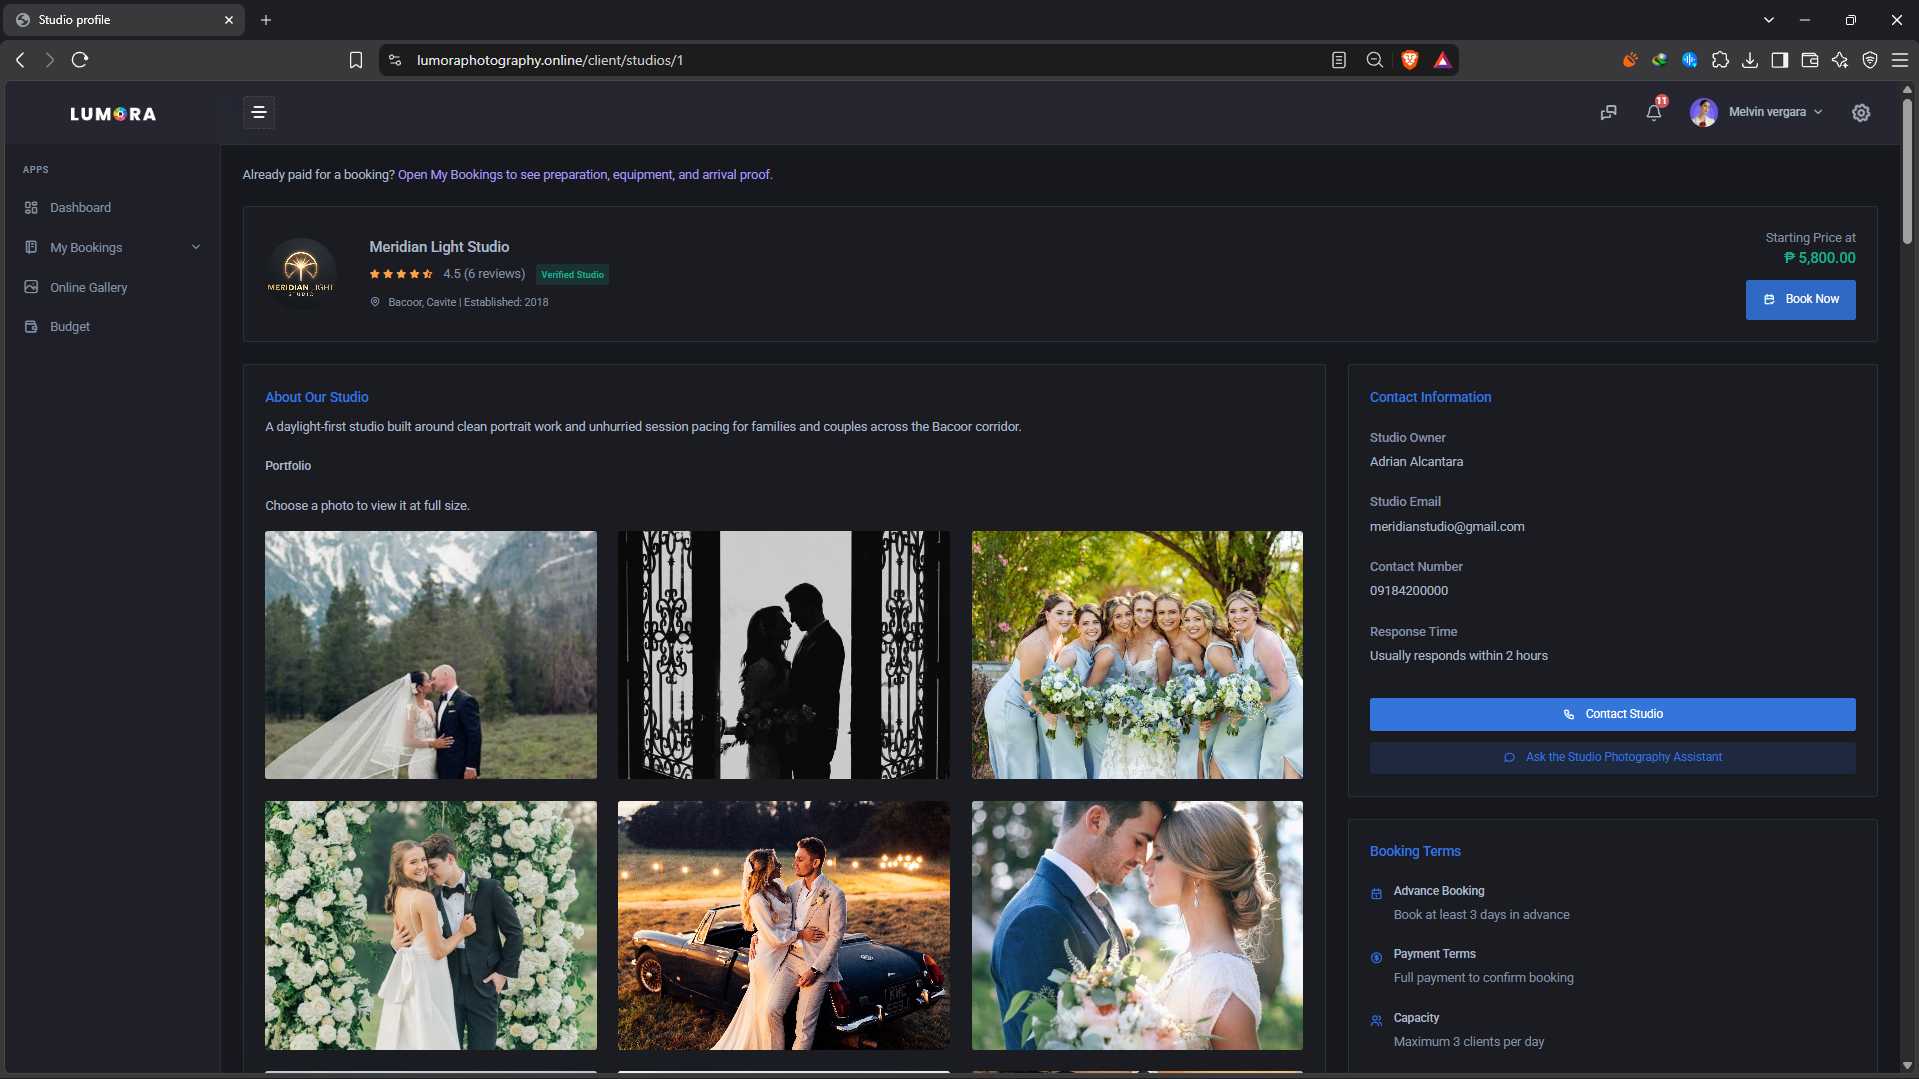 Studio profile
lumoraphotography.online/client/studios/1
LUMORA
11
Melvin vergara
APPS
Dashboard
My Bookings
Online Gallery
Budget
Already paid for a booking? Open My Bookings to see preparation, equipment, and arrival proof.
MERIDIAN LIGHT
STUDIO
Meridian Light Studio
4.5 (6 reviews)
Verified Studio
Bacoor, Cavite | Established: 2018
Starting Price at
₱ 5,800.00
Book Now
About Our Studio
A daylight-first studio built around clean portrait work and unhurried session pacing for families and couples across the Bacoor corridor.
Portfolio
Choose a photo to view it at full size.
Contact Information
Studio Owner
Adrian Alcantara
Studio Email
meridianstudio@gmail.com
Contact Number
09184200000
Response Time
Usually responds within 2 hours
Contact Studio
Ask the Studio Photography Assistant
Booking Terms
Advance Booking
Book at least 3 days in advance
Payment Terms
Full payment to confirm booking
Capacity
Maximum 3 clients per day